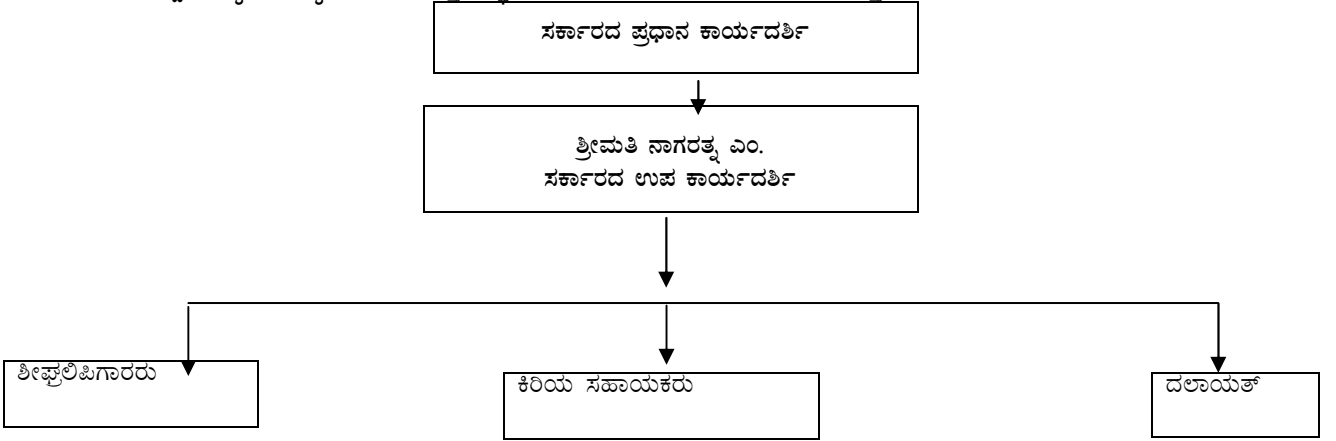 ಸರ್ಕಾರದ ಪ್ರಧಾನ ಕಾರ್ಯದರ್ಶಿ
ಶ್ರೀಮತಿ ನಾಗರತ್ನ ಎಂ.
ಸರ್ಕಾರದ ಉಪ ಕಾರ್ಯದರ್ಶಿ
ಶೀಘ್ರಲಿಪಿಗಾರರು
ಕಿರಿಯ ಸಹಾಯಕರು
ದಲಾಯತ್